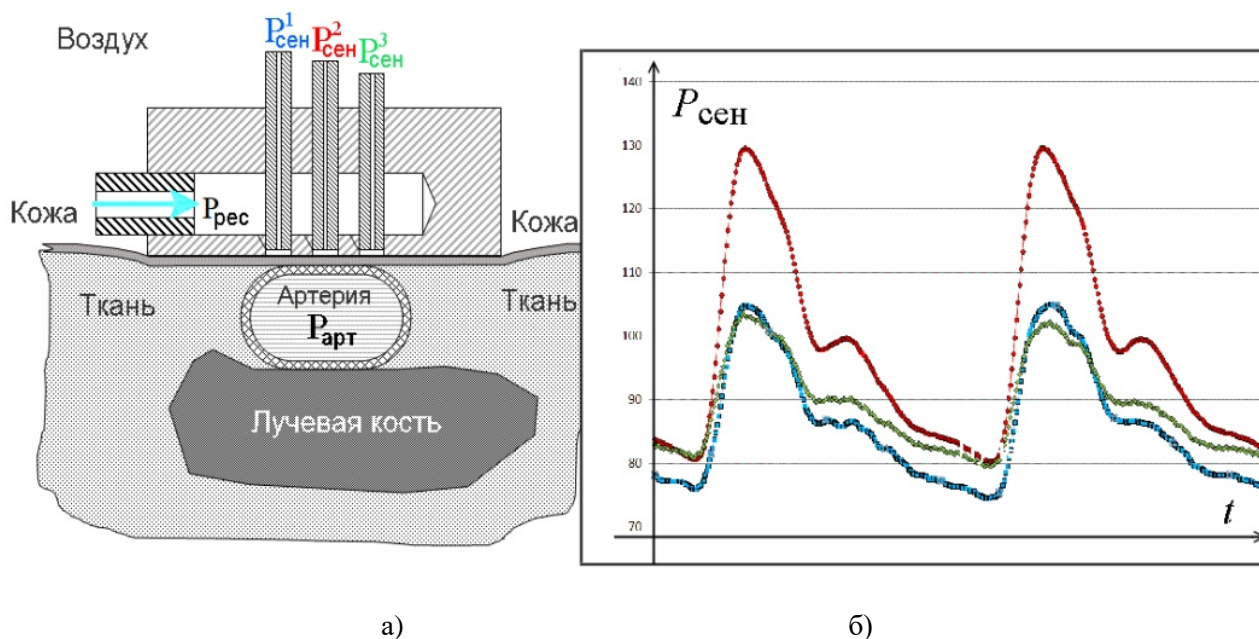 Воздух
P¹сен P²сен P³сен
Кожа
Pрес
Кожа
Ткань
Артерия
Pарт
Ткань
Лучевая кость
Pсен
140
130
120
110
100
90
80
70
t
а)
б)